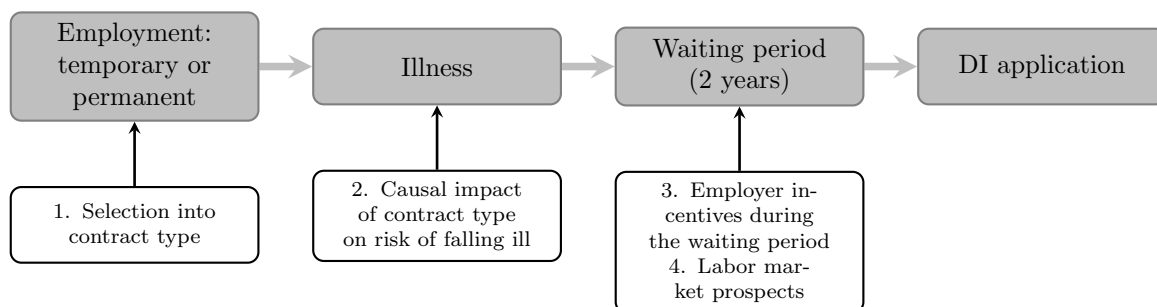 Employment:
temporary or
permanent
Illness
Waiting period
(2 years)
DI application
1. Selection into
contract type
2. Causal impact
of contract type
on risk of falling ill
3. Employer in-
centives during
the waiting period
4. Labor mar-
ket prospects